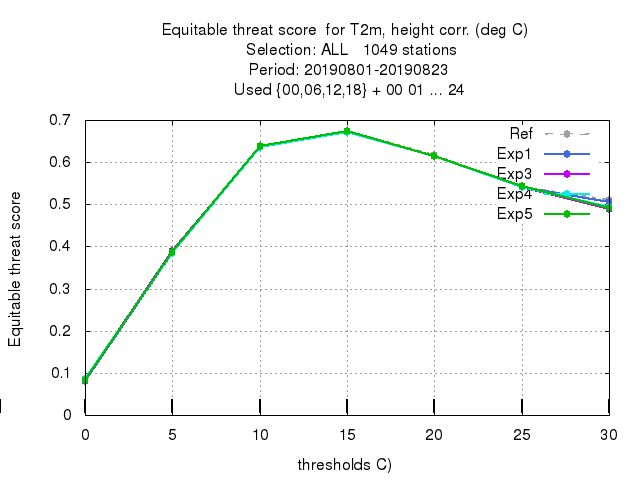 Equitable threat score  for T2m, height corr. (deg C)
Selection: ALL   1049 stations
Period: 20190801-20190823
Used {00,06,12,18} + 00 01 ... 24
Equitable threat score
0.7
0.6
0.5
0.4
0.3
0.2
0.1
0
Ref
Exp1
Exp3
Exp4
Exp5
0 5 10 15 20 25 30
thresholds C)